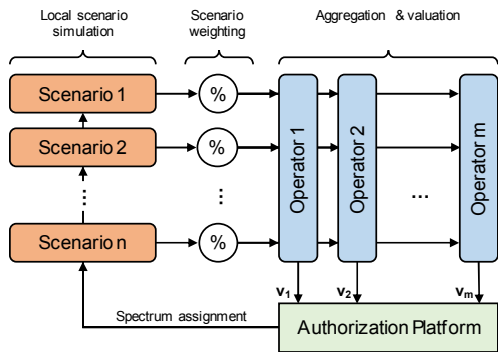 Local scenario
simulation
Scenario
weighting
Aggregation & valuation
Scenario 1
%
Operator 1
Operator 2
Operator m
Scenario 2
%
...
...
...
Scenario n
%
v1
v2
vm
Spectrum assignment
Authorization Platform